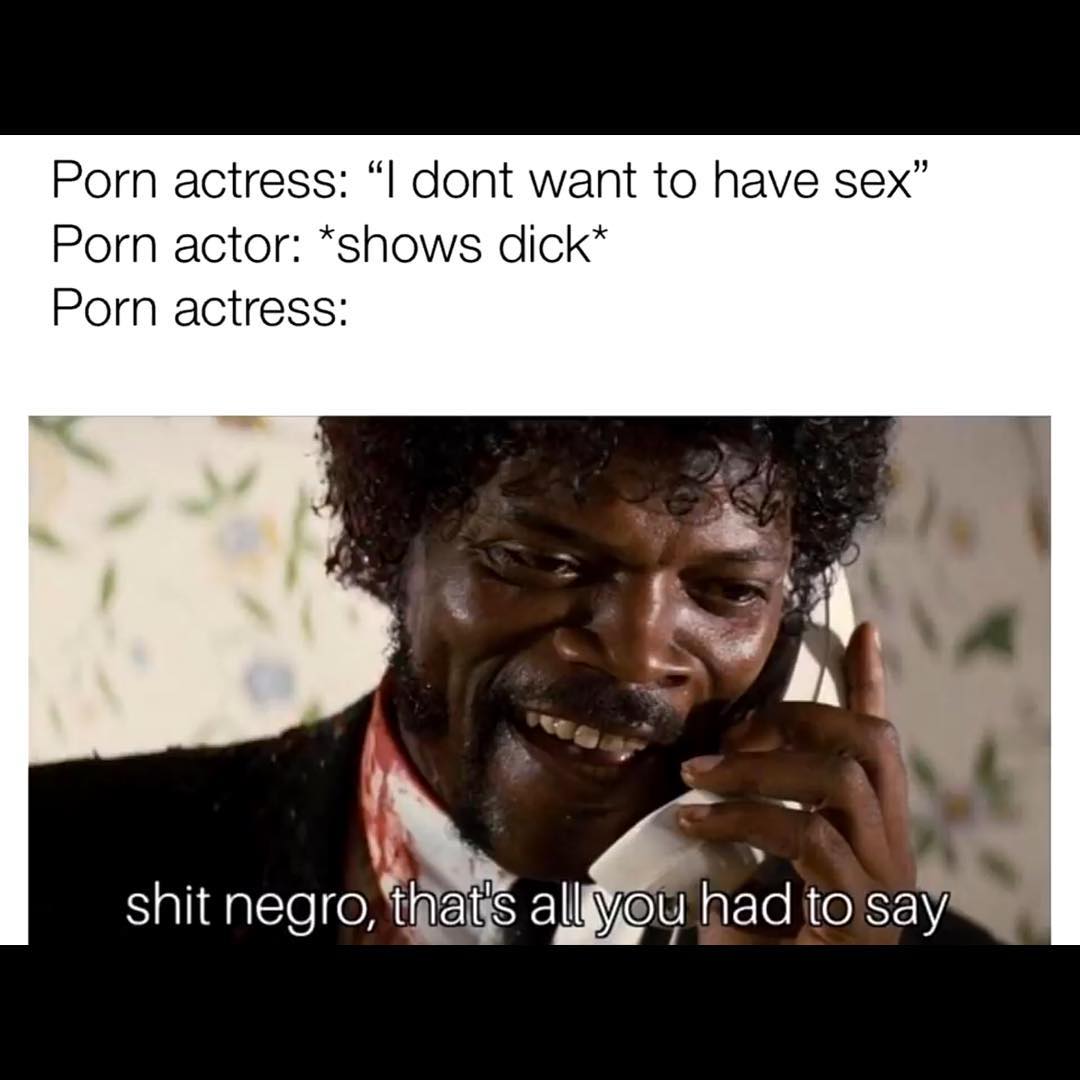 Porn actress: “I dont want to have sex”
Porn actor: *shows dick*
Porn actress:
shit negro, that's all you had to say